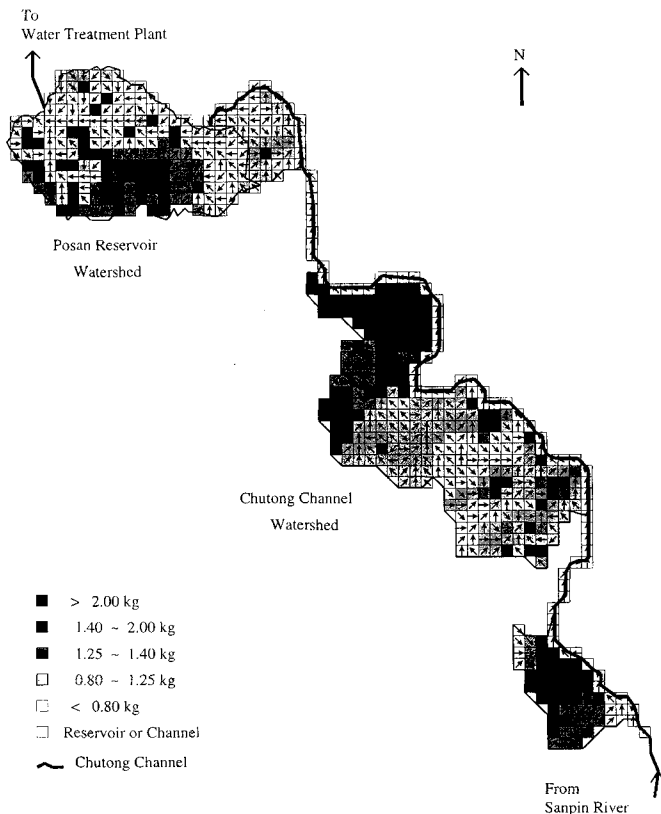 To
Water Treatment Plant
N
Posan Reservoir
Watershed
Chutong Channel
Watershed
> 2.00 kg
1.40 ~ 2.00 kg
1.25 ~ 1.40 kg
0.80 ~ 1.25 kg
< 0.80 kg
Reservoir or Channel
Chutong Channel
From
Sanpin River